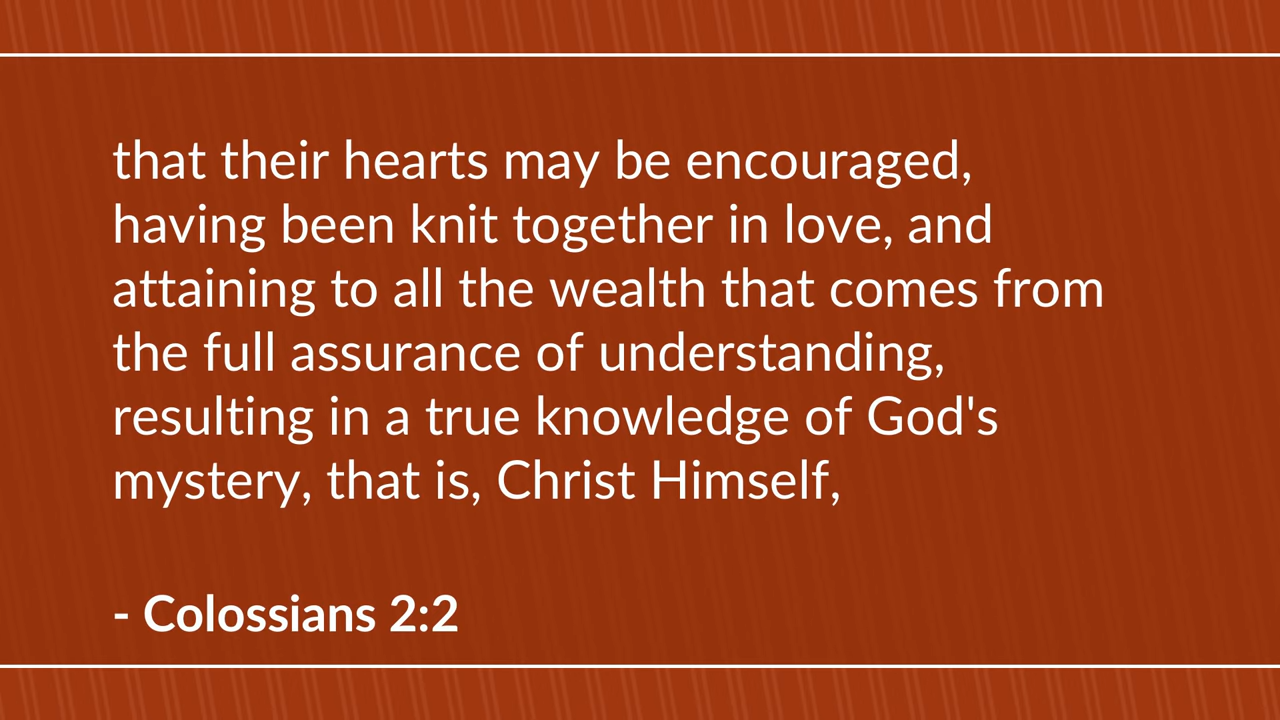 that their hearts may be encouraged,
having been knit together in love, and
attaining to all the wealth that comes from
the full assurance of understanding,
resulting in a true knowledge of God's
mystery, that is, Christ Himself,
- Colossians 2:2